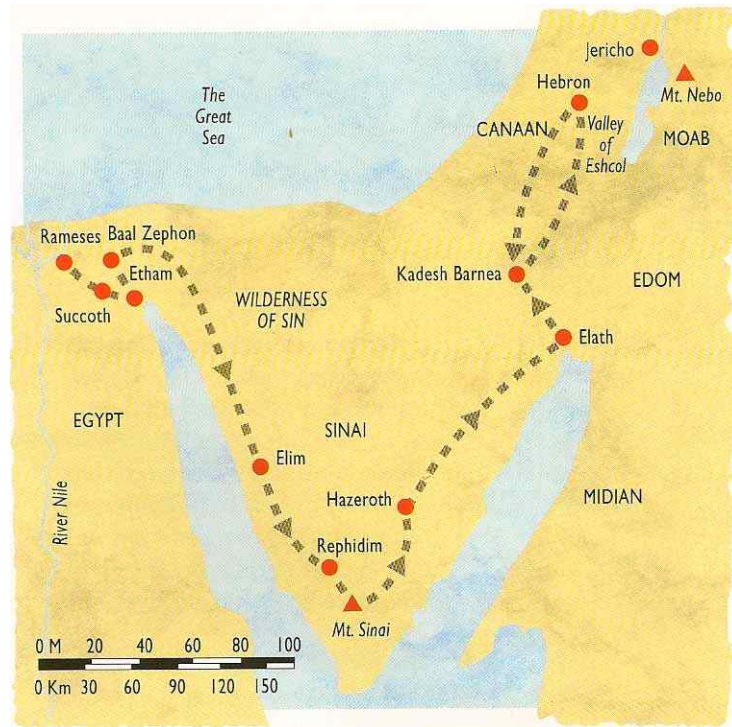 Jericho
Hebron
Mt. Nebo
The
Great
Sea
CANAAN
Valley
of
Eshcol
MOAB
Rameses
Baal Zephon
Etham
Succoth
WILDERNESS
OF SIN
Kadesh Barnea
EDOM
Elath
EGYPT
SINAI
Elim
Hazeroth
MIDIAN
River Nile
Rephidim
Mt. Sinai
0 M 20 40 60 80 100
0 Km 30 60 90 120 150